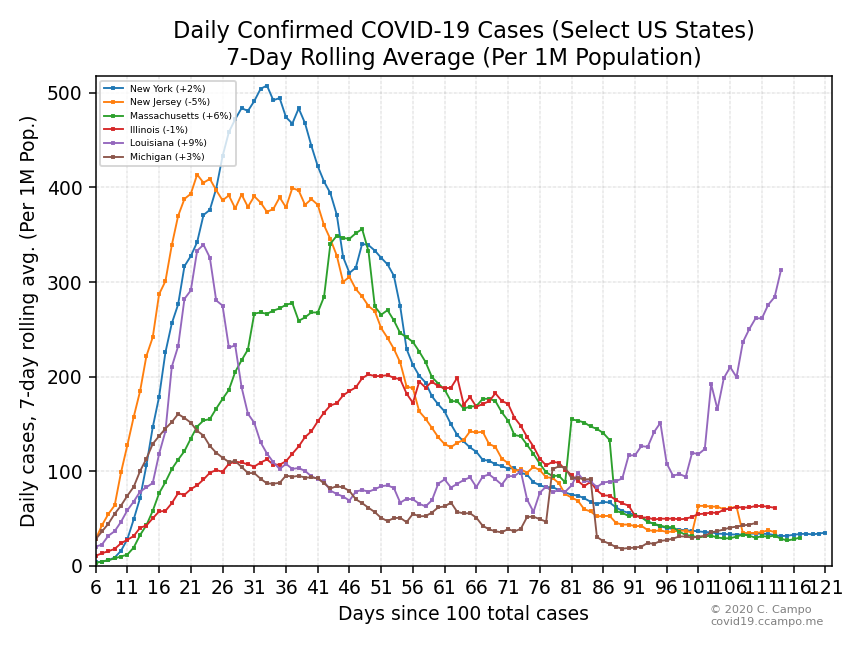 Daily Confirmed COVID-19 Cases (Select US States)
7-Day Rolling Average (Per 1M Population)
Daily cases, 7-day rolling avg. (Per 1M Pop.)
500
400
300
200
100
0
New York (+2%)
New Jersey (-5%)
Massachusetts (+6%)
Illinois (-1%)
Louisiana (+9%)
Michigan (+3%)
6 11 16 21 26 31 36 41 46 51 56 61 66 71 76 81 86 91 96 101 106 111 116 121
Days since 100 total cases
© 2020 C. Campo
covid19.ccampo.me